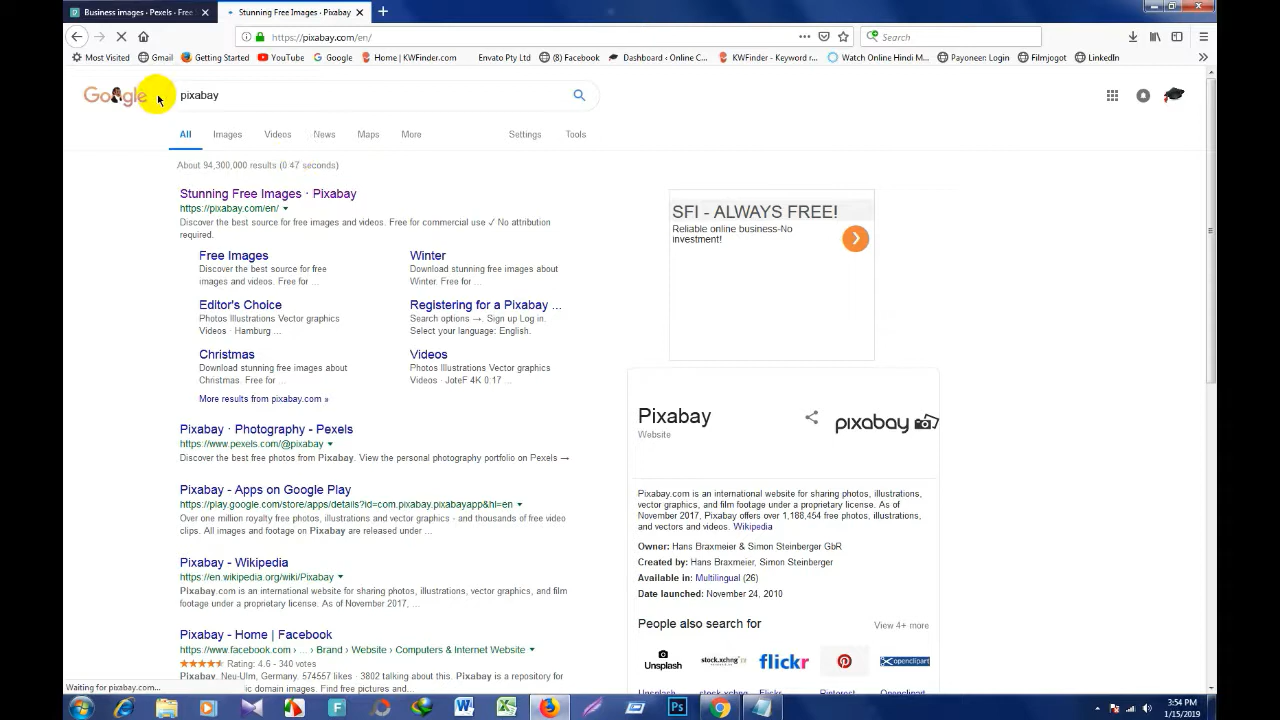 Business images · Pexels · Free
Stunning Free Images · Pixabay
https://pixabay.com/en/
Search
Most Visited
Gmail
Getting Started
YouTube
Google
Home | KWFinder.com
Envato Pty Ltd
(8) Facebook
Dashboard ‹ Online C...
KWFinder - Keyword r...
Watch Online Hindi M...
Payoneer Login
Filmjogot
LinkedIn
Google
pixabay
All Images Videos News Maps More Settings Tools
About 94,300,000 results (0.47 seconds)
Stunning Free Images · Pixabay
https://pixabay.com/en/
Discover the best source for free images and videos. Free for commercial use ✓ No attribution
required.
Free Images
Discover the best source for free
images and videos. Free for ...
Winter
Download stunning free images about
Winter. Free for ...
Editor's Choice
Photos Illustrations Vector graphics
Videos · Hamburg ...
Registering for a Pixabay ...
Search options →. Sign up Log in.
Select your language: English.
Christmas
Download stunning free images about
Christmas. Free for ...
Videos
Photos Illustrations Vector graphics
Videos · JoteF 4K 0:17 ...
More results from pixabay.com »
Pixabay · Photography - Pexels
https://www.pexels.com/@pixabay
Discover the best free photos from Pixabay. View the personal photography portfolio on Pexels →
Pixabay - Apps on Google Play
https://play.google.com/store/apps/details?id=com.pixabay.pixabayapp&hl=en
Over one million royalty free photos, illustrations and vector graphics - and thousands of free video
clips. All images and footage on Pixabay are released under ...
Pixabay - Wikipedia
https://en.wikipedia.org/wiki/Pixabay
Pixabay.com is an international website for sharing photos, illustrations, vector graphics, and film
footage under a proprietary license. As of November 2017, ...
Pixabay - Home | Facebook
https://www.facebook.com › ... › Brand › Website › Computers & Internet Website
Rating: 4.6 - 340 votes
Pixabay, Neu-Ulm, Germany. 574557 likes · 3802 talking about this. Pixabay is a repository for
ic domain images. Find free pictures and...
SFI - ALWAYS FREE!
Reliable online business-No
investment!
Pixabay
Website
pixabay
Pixabay.com is an international website for sharing photos, illustrations,
vector graphics, and film footage under a proprietary license. As of
November 2017, Pixabay offers over 1,188,454 free photos, illustrations,
and vectors and videos. Wikipedia
Owner: Hans Braxmeier & Simon Steinberger GbR
Created by: Hans Braxmeier, Simon Steinberger
Available in: Multilingual (26)
Date launched: November 24, 2010
People also search for
View 4+ more
Unsplash
stock.xchng
flickr
openclipart
Unsplash stock.xchng Flickr Pinterest Openclipart
Waiting for pixabay.com...
3:54 PM
1/15/2019